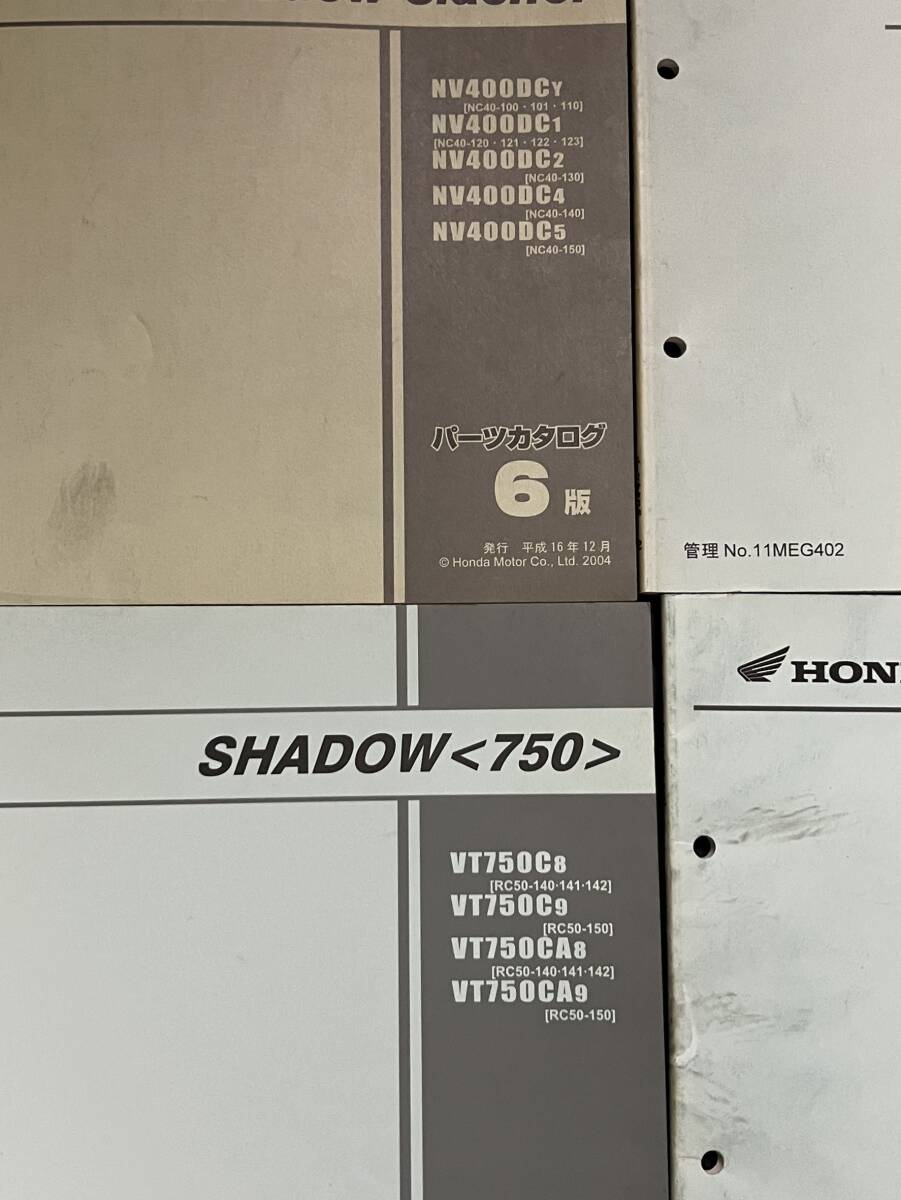 NV400DCY
[NC40-100・101・110]
NV400DC1
[NC40-120・121・122・123]
NV400DC2
[NC40-130]
NV400DC4
[NC40-140]
NV400DC5
[NC40-150]
パーツカタログ
6版
発行 平成16年12月
© Honda Motor Co., Ltd. 2004
管理 No.11MEG402
SHADOW<750>
VT750C8
[RC50-140·141·142]
VT750C9
[RC50-150]
VT750CA8
[RC50-140·141·142]
VT750CA9
[RC50-150]